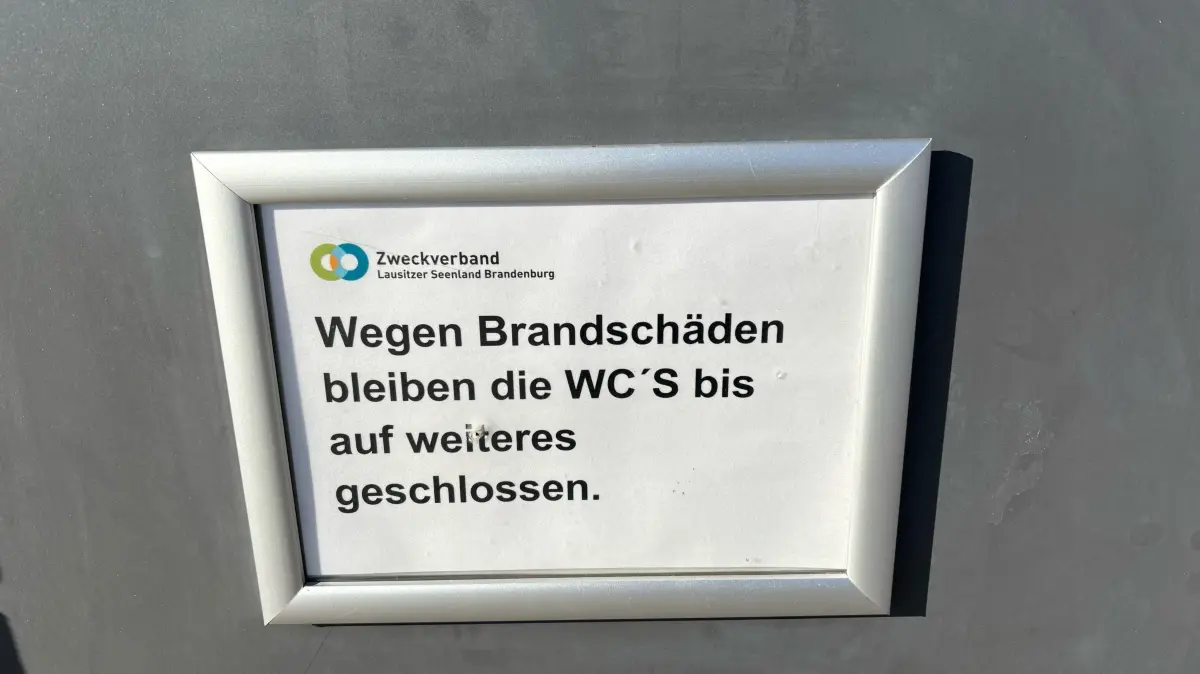 Zweckverband
Lausitzer Seenland Brandenburg
Wegen Brandschäden
bleiben die WC´S bis
auf weiteres
geschlossen.